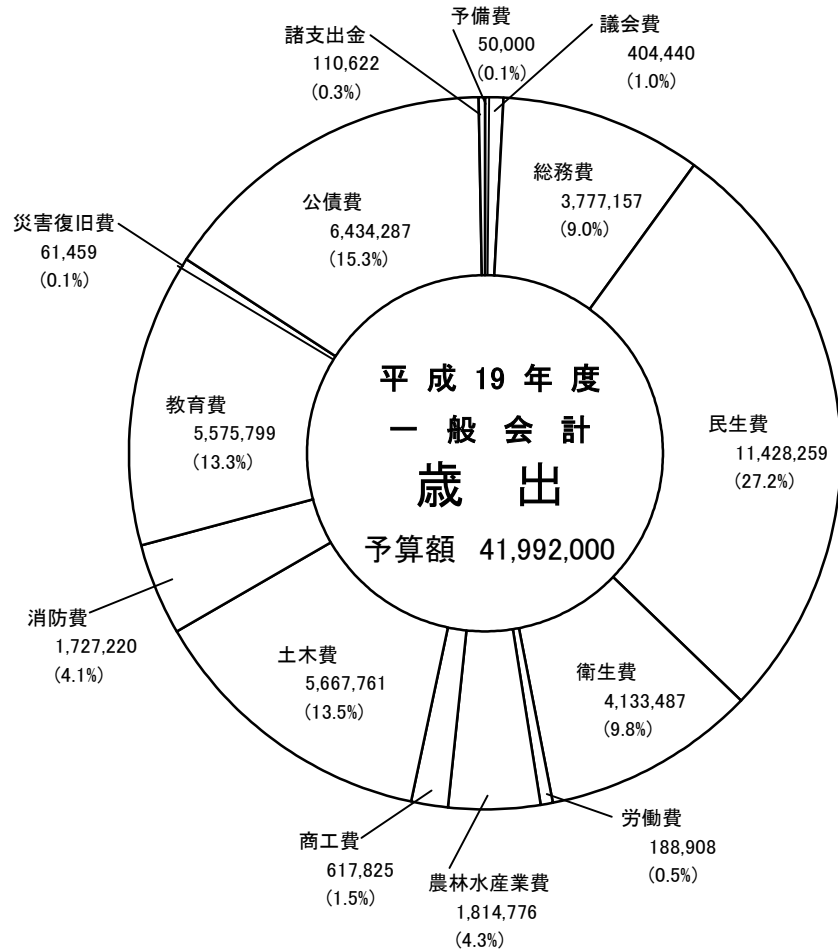 予備費
50,000
(0.1%)
議会費
404,440
(1.0%)
総務費
3,777,157
(9.0%)
民生費
11,428,259
(27.2%)
衛生費
4,133,487
(9.8%)
労働費
188,908
(0.5%)
農林水産業費
1,814,776
(4.3%)
商工費
617,825
(1.5%)
土木費
5,667,761
(13.5%)
消防費
1,727,220
(4.1%)
教育費
5,575,799
(13.3%)
災害復旧費
61,459
(0.1%)
公債費
6,434,287
(15.3%)
諸支出金
110,622
(0.3%)
平 成 19 年 度
一 般 会 計
歳 出
予算額 41,992,000